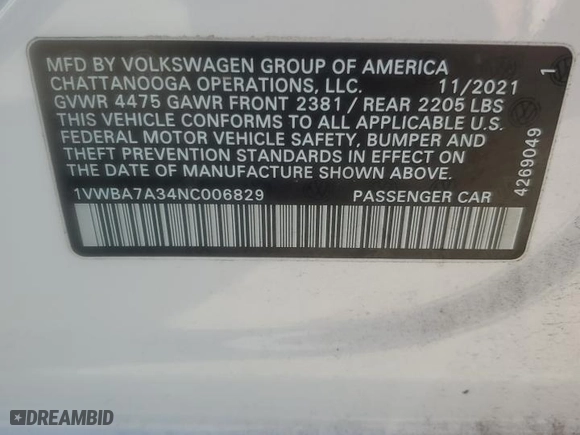 MFD BY VOLKSWAGEN GROUP OF AMERICA
CHATTANOOGA OPERATIONS, LLC. 11/2021
GVWR 4475 GAWR FRONT 2381 / REAR 2205 LBS
THIS VEHICLE CONFORMS TO ALL APPLICABLE U.S.
FEDERAL MOTOR VEHICLE SAFETY, BUMPER AND
THEFT PREVENTION STANDARDS IN EFFECT ON
THE DATE OF MANUFACTURE SHOWN ABOVE.
1VWBA7A34NC006829 PASSENGER CAR
1
4269049
DREAMBID